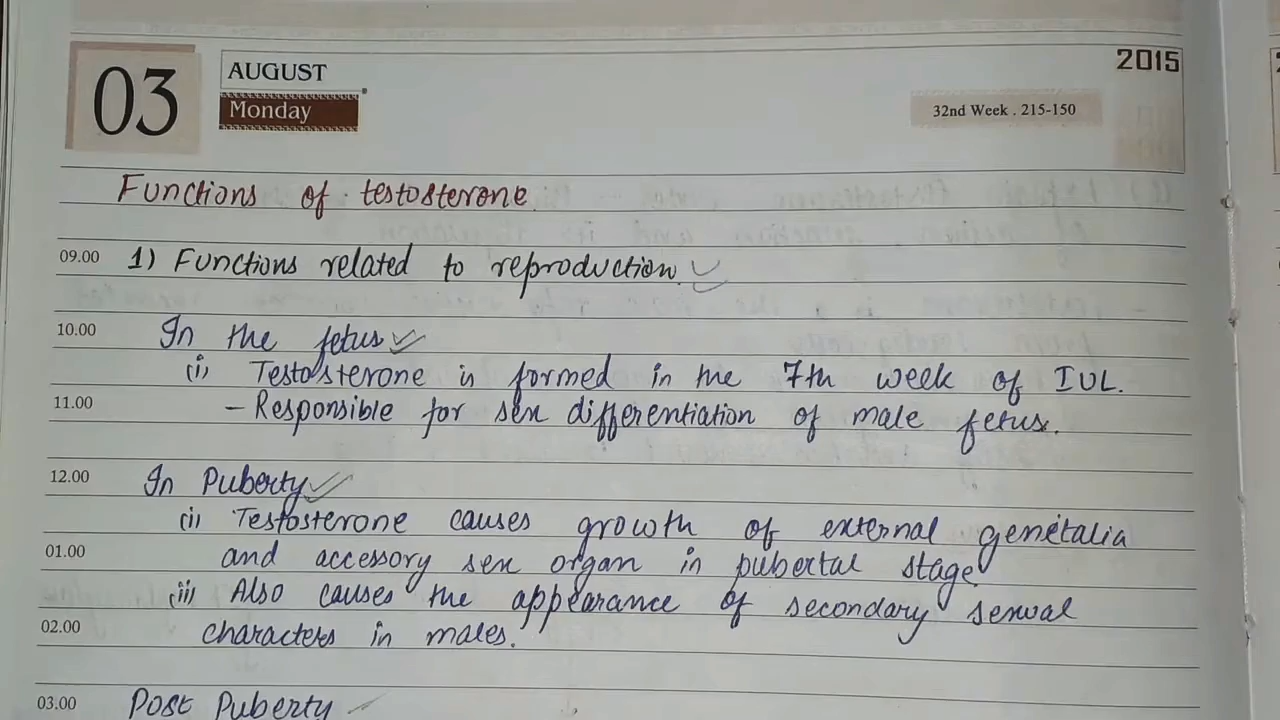 03
AUGUST
Monday
2015
32nd Week . 215-150
Functions of testosterone.
09.00 1) Functions related to reproduction.
10.00 In the fetus
(i) Testosterone is formed in the 7th week of IUL.
11.00 - Responsible for sex differentiation of male fetus.
12.00 In Puberty
(i) Testosterone causes growth of external genitalia
01.00 and accessory sex organ in pubertal stage
(ii) Also causes the appearance of secondary sexual
02.00 characters in males.
03.00 Post Puberty